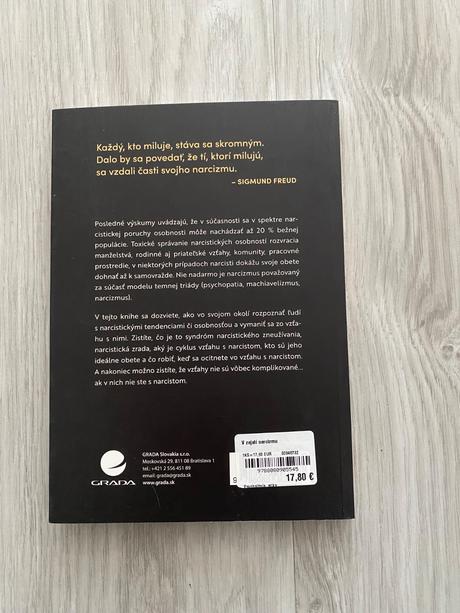 Každý, kto miluje, stáva sa skromným.
Dalo by sa povedať, že tí, ktorí milujú,
sa vzdali časti svojho narcizmu.
– SIGMUND FREUD
Posledné výskumy uvádzajú, že v súčasnosti sa v spektre nar-
cistickej poruchy osobnosti môže nachádzať až 20 % bežnej
populácie. Toxické správanie narcistických osobností rozvracia
manželstvá, rodinné aj priateľské vzťahy, komunity, pracovné
prostredie, v niektorých prípadoch narcisti dokážu svoje obete
dohnať až k samovražde. Nie nadarmo je narcizmus považovaný
za súčasť modelu temnej triády (psychopatia, machiavelizmus,
narcizmus).
V tejto knihe sa dozviete, ako vo svojom okolí rozpoznať ľudí
s narcistickými tendenciami či osobnosťou a vymaniť sa zo vzťa-
hu s nimi. Zistíte, čo je to syndróm narcistického zneužívania,
narcistická zrada, aký je cyklus vzťahu s narcistom, kto sú jeho
ideálne obete a čo robiť, keď sa ocitnete vo vzťahu s narcistom.
A nakoniec možno zistíte, že vzťahy nie sú vôbec komplikované...
ak v nich nie ste s narcistom.
GRADA
GRADA Slovakia s.r.o.
Moskovská 29, 811 08 Bratislava 1
tel.: +421 2 556 451 89
email: grada@grada.sk
www.grada.sk
V zajatí narcizmu
1KS=17,80 EUR
9788080905545
17,80 €